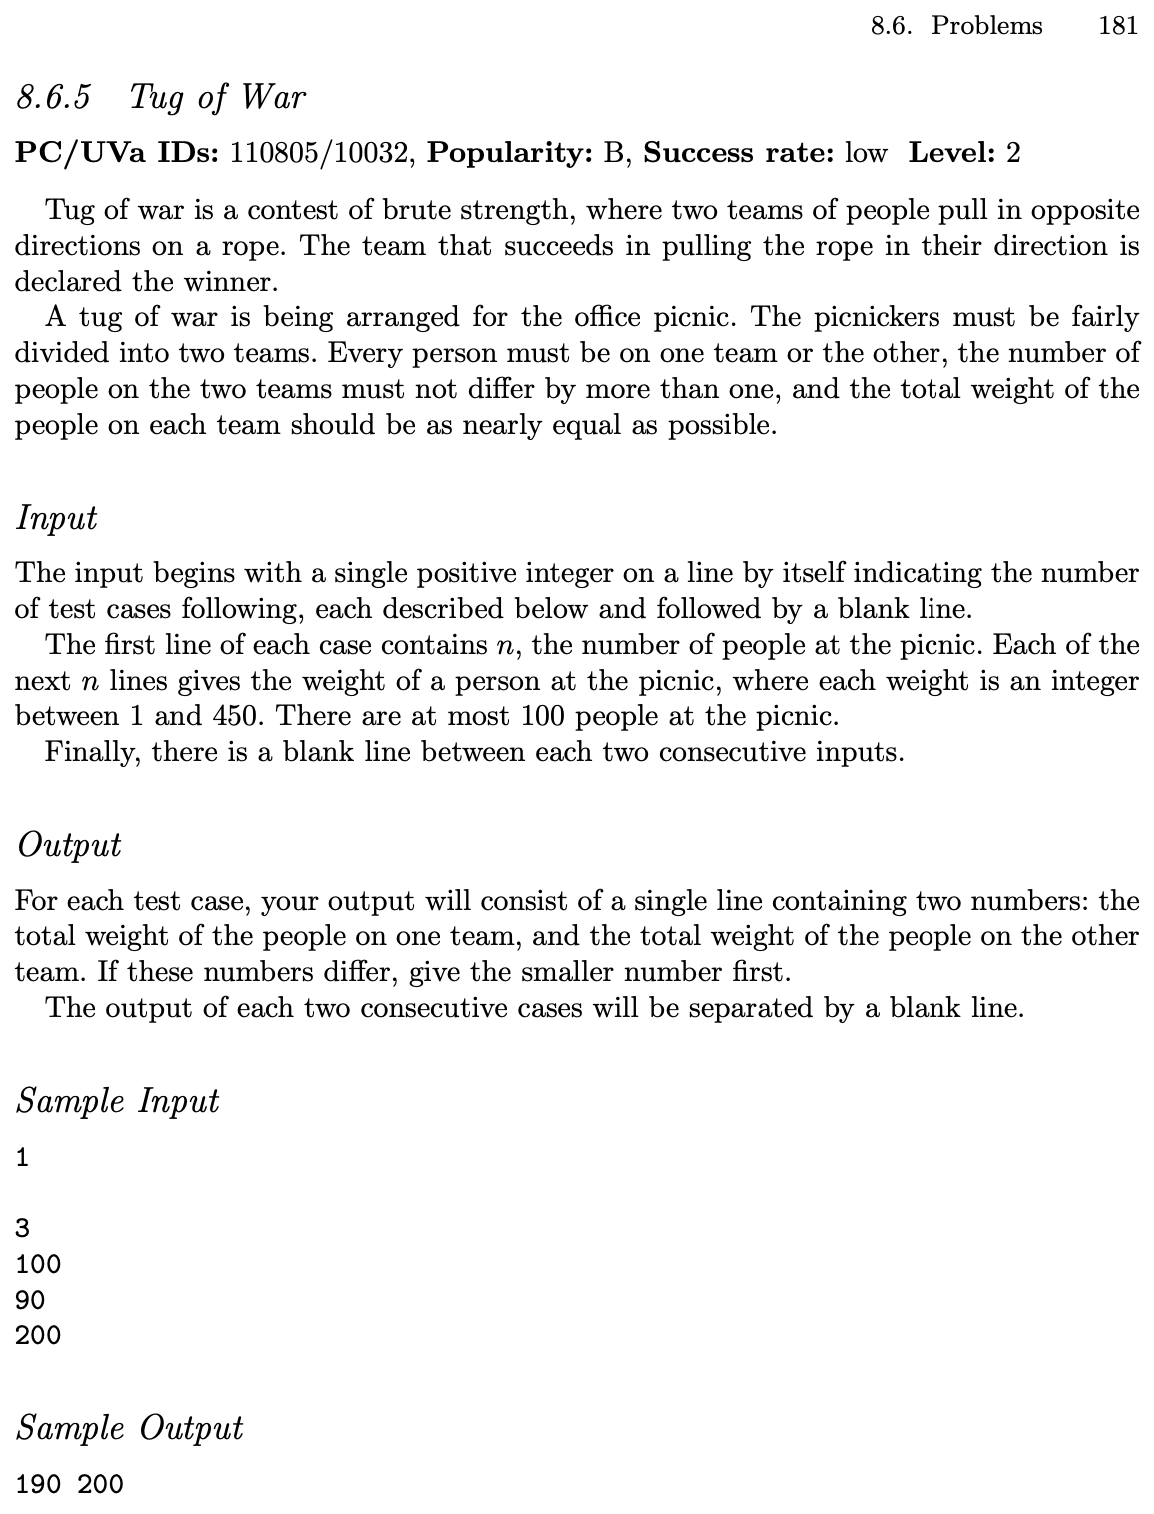 8.6. Problems 181
8.6.5 Tug of War
PC/UVa IDs: 110805/10032, Popularity: B, Success rate: low Level: 2
Tug of war is a contest of brute strength, where two teams of people pull in opposite
directions on a rope. The team that succeeds in pulling the rope in their direction is
declared the winner.
A tug of war is being arranged for the office picnic. The picnickers must be fairly
divided into two teams. Every person must be on one team or the other, the number of
people on the two teams must not differ by more than one, and the total weight of the
people on each team should be as nearly equal as possible.
Input
The input begins with a single positive integer on a line by itself indicating the number
of test cases following, each described below and followed by a blank line.
The first line of each case contains n, the number of people at the picnic. Each of the
next n lines gives the weight of a person at the picnic, where each weight is an integer
between 1 and 450. There are at most 100 people at the picnic.
Finally, there is a blank line between each two consecutive inputs.
Output
For each test case, your output will consist of a single line containing two numbers: the
total weight of the people on one team, and the total weight of the people on the other
team. If these numbers differ, give the smaller number first.
The output of each two consecutive cases will be separated by a blank line.
Sample Input
1
3
100
90
200
Sample Output
190 200